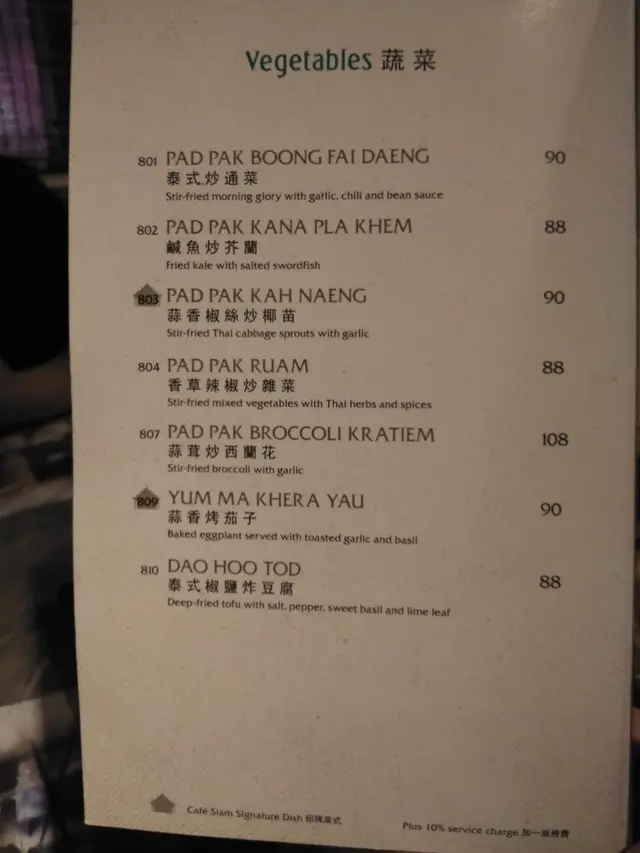 Vegetables 蔬菜
801 PAD PAK BOONG FAI DAENG 90
泰式炒通菜
Stir-fried morning glory with garlic, chili and bean sauce
802 PAD PAK KANA PLA KHEM 88
鹹魚炒芥蘭
Fried kale with salted swordfish
803 PAD PAK KAH NAENG 90
蒜香椒絲炒椰苗
Stir-fried Thai cabbage sprouts with garlic
804 PAD PAK RUAM 88
香草辣椒炒雜菜
Stir-fried mixed vegetables with Thai herbs and spices
807 PAD PAK BROCCOLI KRATIEM 108
蒜茸炒西蘭花
Stir-fried broccoli with garlic
809 YUM MA KHERA YAU 90
蒜香烤茄子
Baked eggplant served with toasted garlic and basil
810 DAO HOO TOD 88
泰式椒鹽炸豆腐
Deep-fried tofu with salt, pepper, sweet basil and lime leaf
Café Siam Signature Dish 招牌菜式
Plus 10% service charge 加一服務費